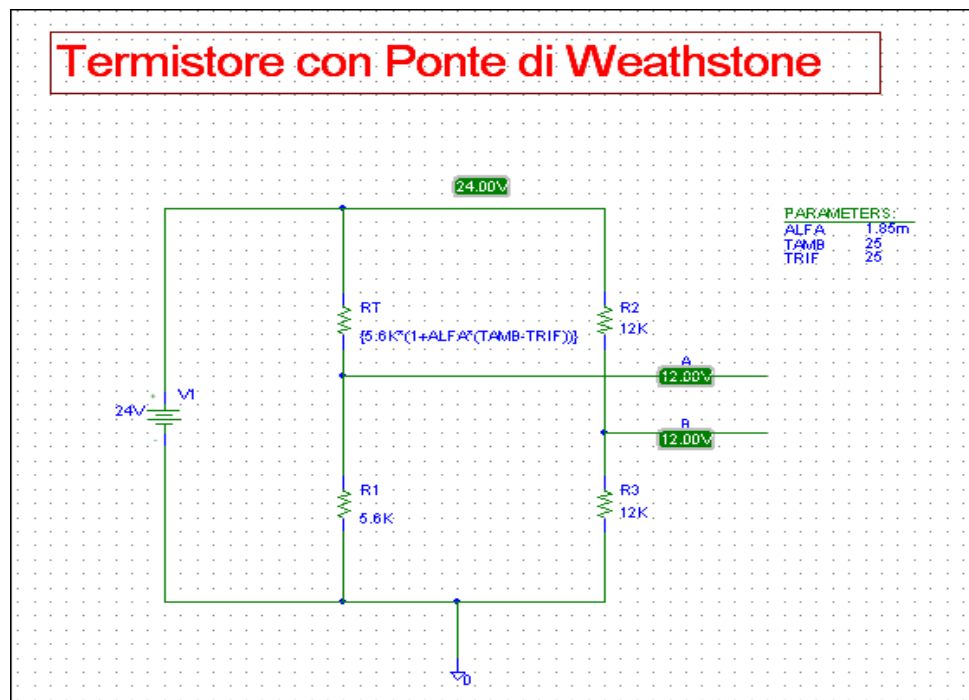 Termistore con Ponte di Weathstone
24.00V
PARAMETERS:
ALFA 1.85m
TAMB 25
TRIF 25
RT
{5.6K*(1+ALFA*(TAMB-TRIF))}
R2
12K
A
12.00V
V1
24V
B
12.00V
R1
5.6K
R3
12K
0